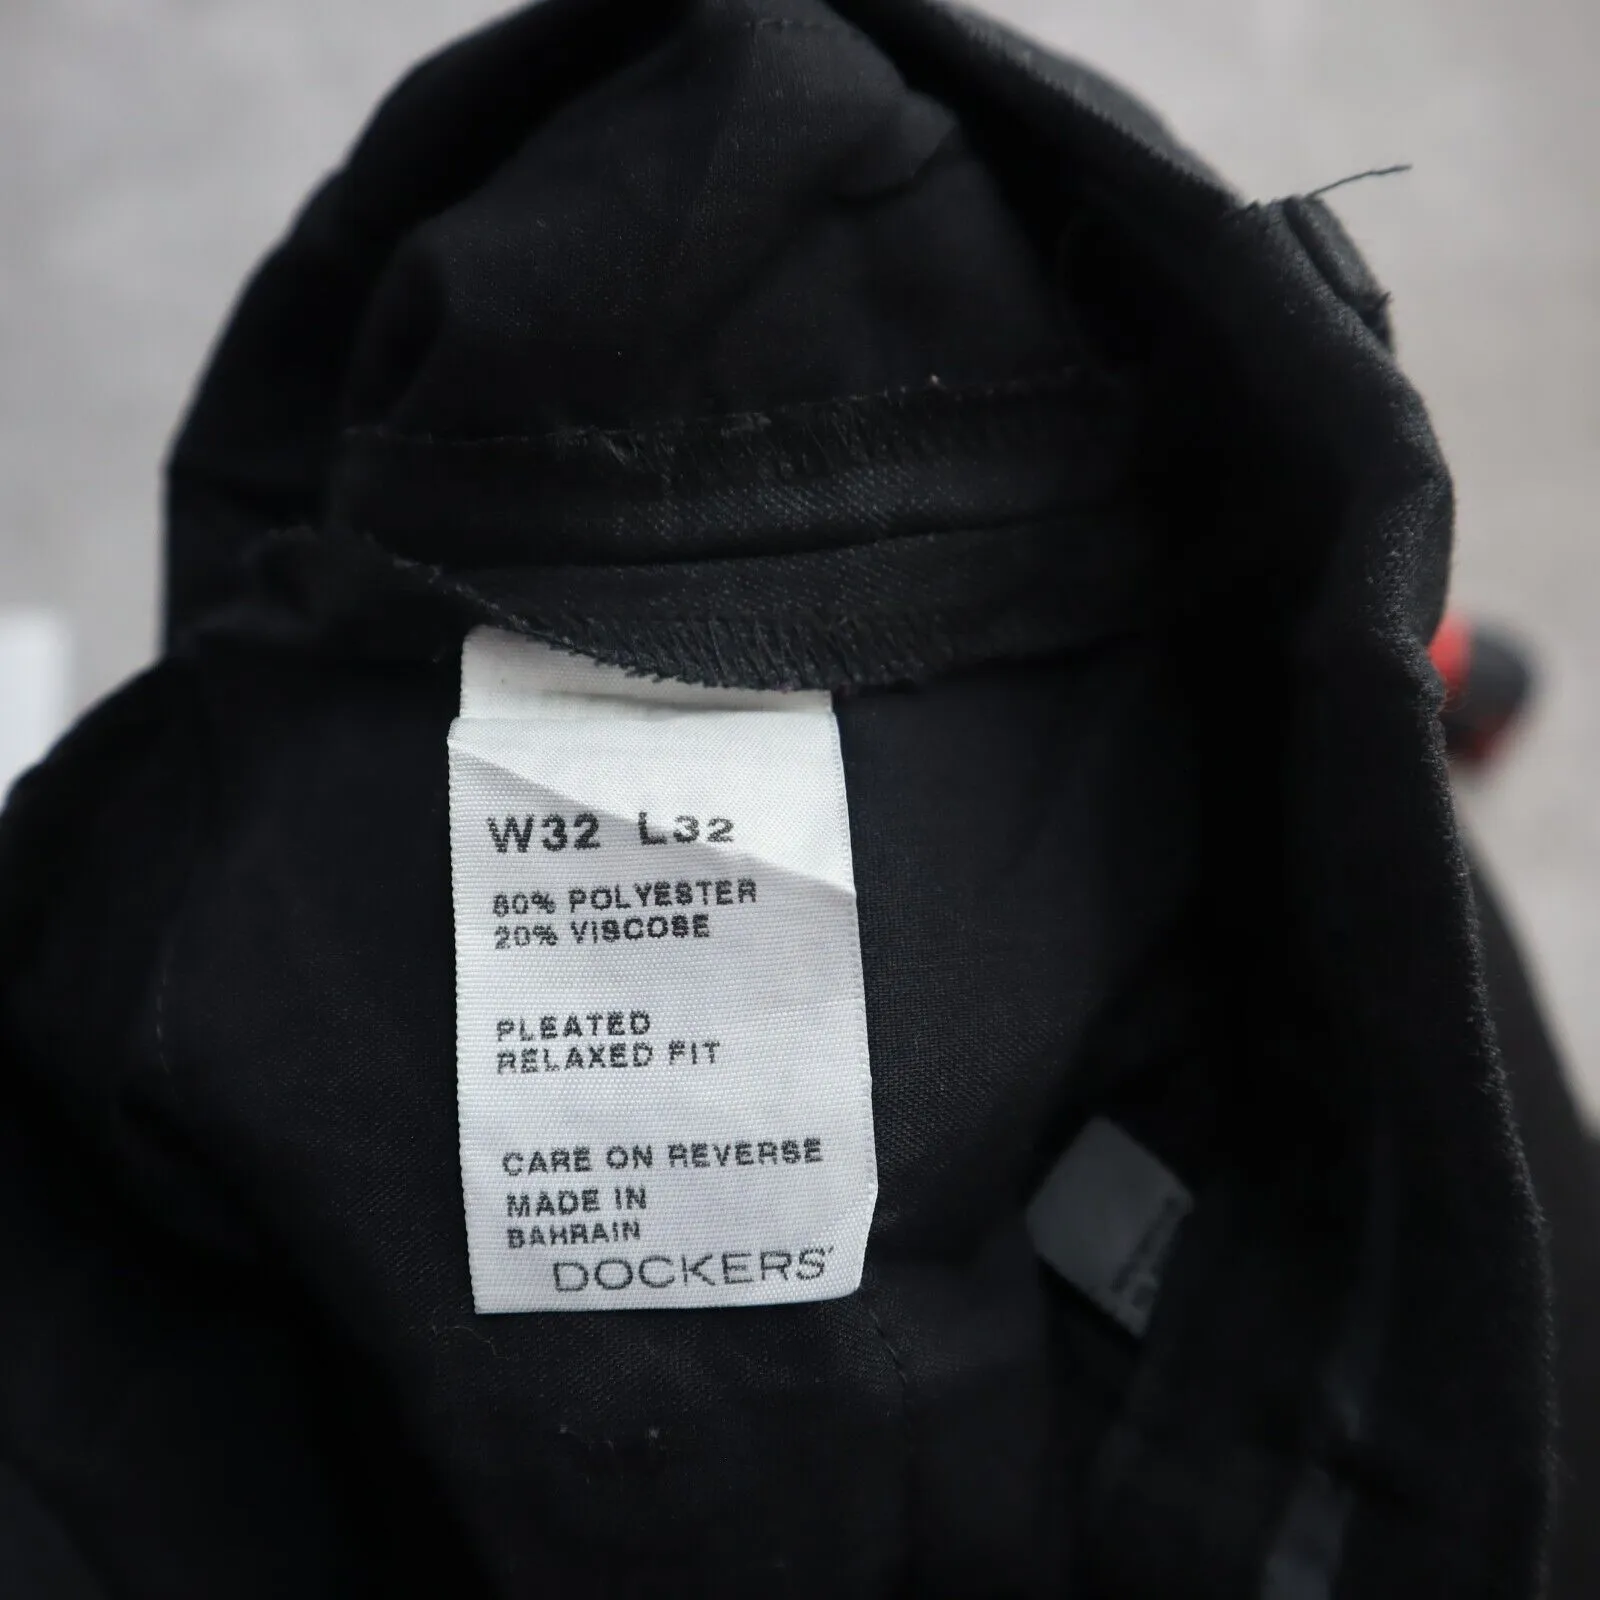 W32 L32
80% POLYESTER
20% VISCOSE
PLEATED
RELAXED FIT
CARE ON REVERSE
MADE IN
BAHRAIN
DOCKERS